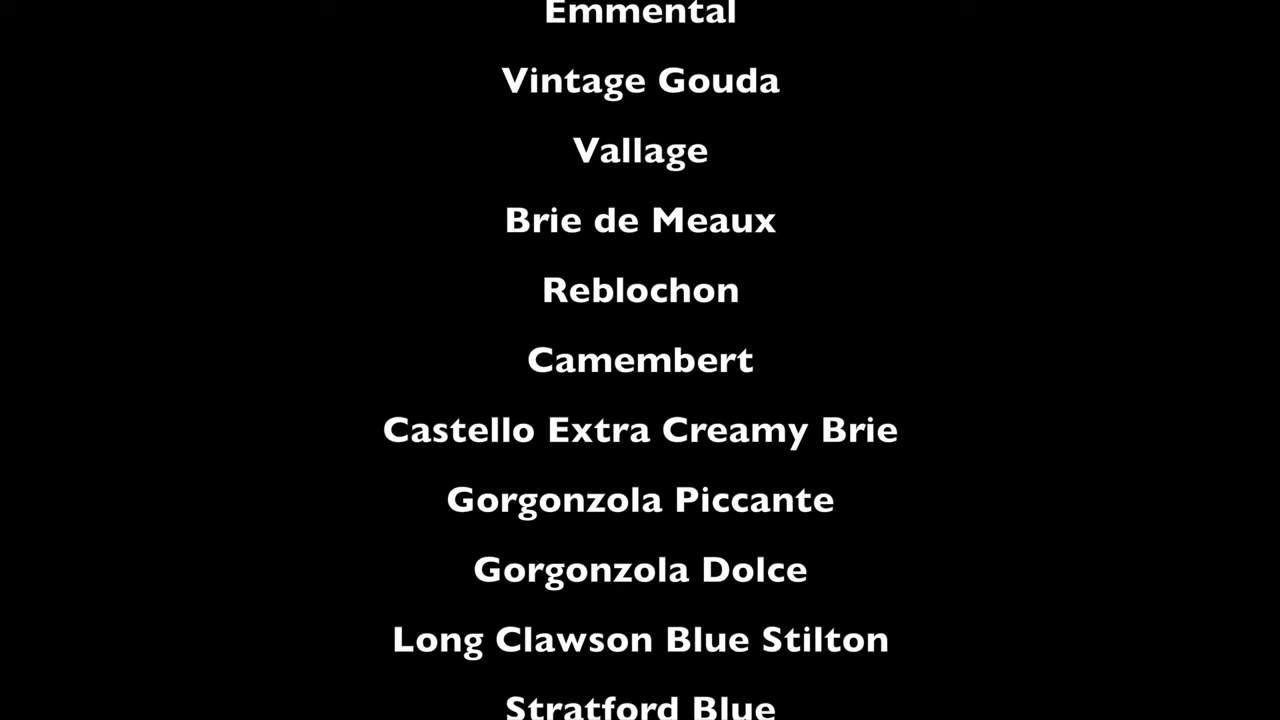 Emmental
Vintage Gouda
Vallage
Brie de Meaux
Reblochon
Camembert
Castello Extra Creamy Brie
Gorgonzola Piccante
Gorgonzola Dolce
Long Clawson Blue Stilton
Stratford Blue